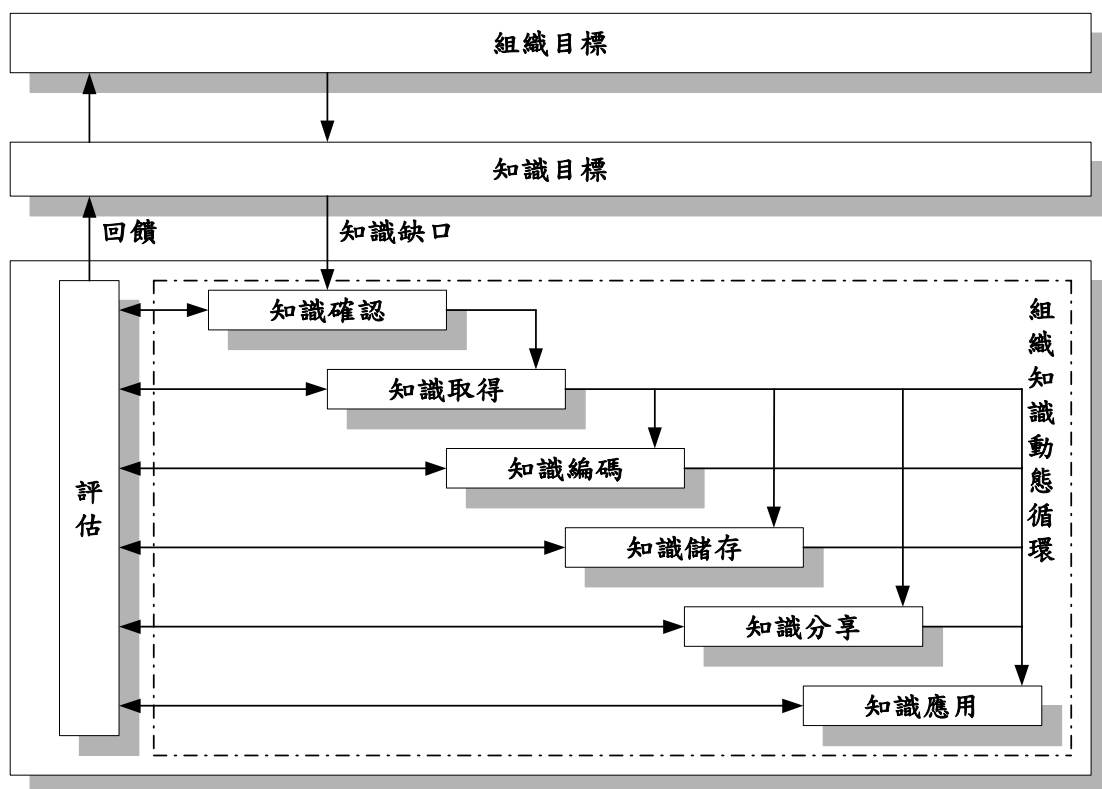 組織目標
知識目標
回饋
知識缺口
知識確認
知識取得
知識編碼
知識儲存
知識分享
知識應用
評估
組織知識動態循環